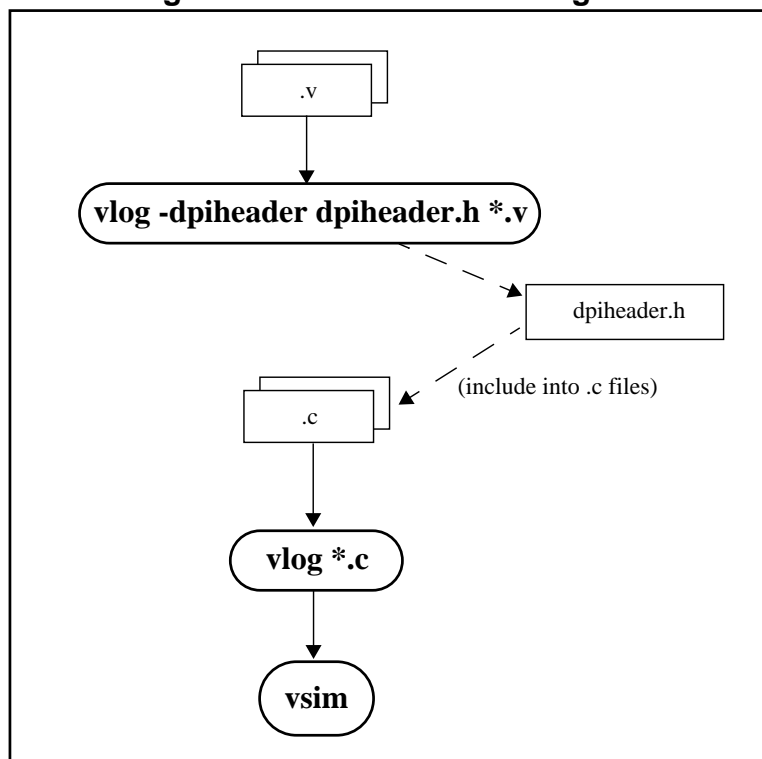 .v
vlog -dpiheader dpiheader.h *.v
dpiheader.h
(include into .c files)
.c
vlog *.c
vsim